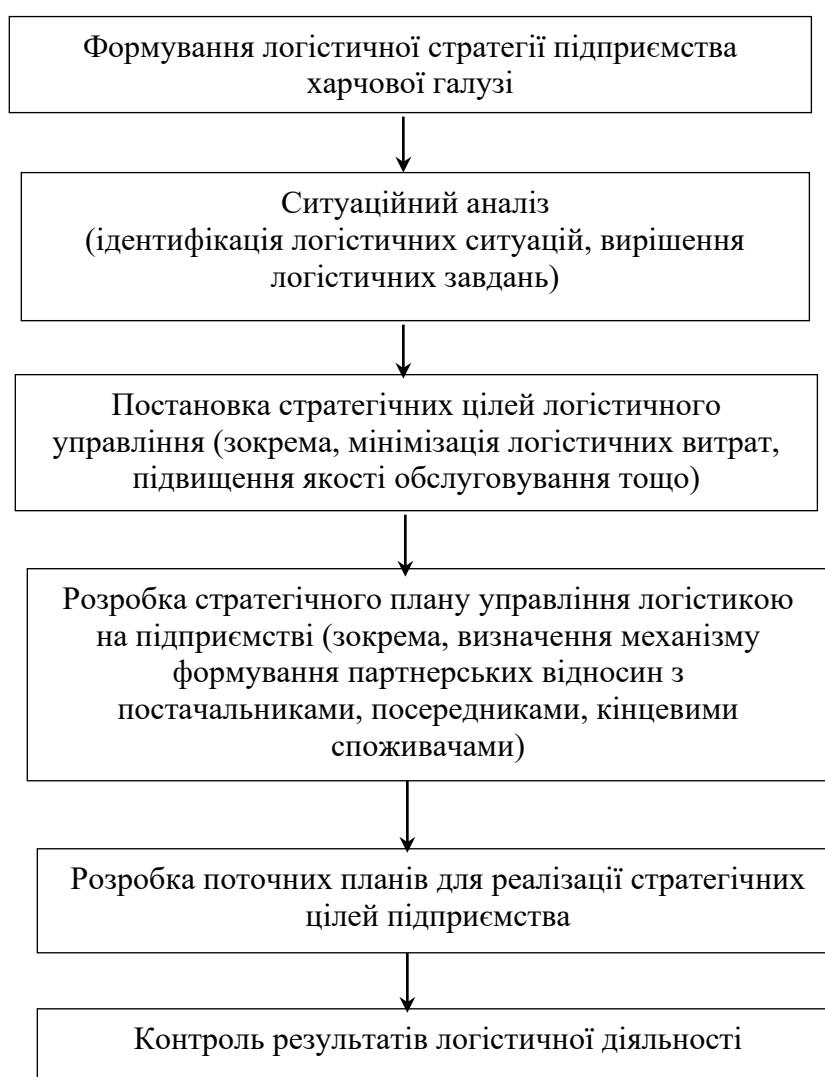 Формування логістичної стратегії підприємства
харчової галузі
Ситуаційний аналіз
(ідентифікація логістичних ситуацій, вирішення
логістичних завдань)
Постановка стратегічних цілей логістичного
управління (зокрема, мінімізація логістичних витрат,
підвищення якості обслуговування тощо)
Розробка стратегічного плану управління логістикою
на підприємстві (зокрема, визначення механізму
формування партнерських відносин з
постачальниками, посередниками, кінцевими
споживачами)
Розробка поточних планів для реалізації стратегічних
цілей підприємства
Контроль результатів логістичної діяльності